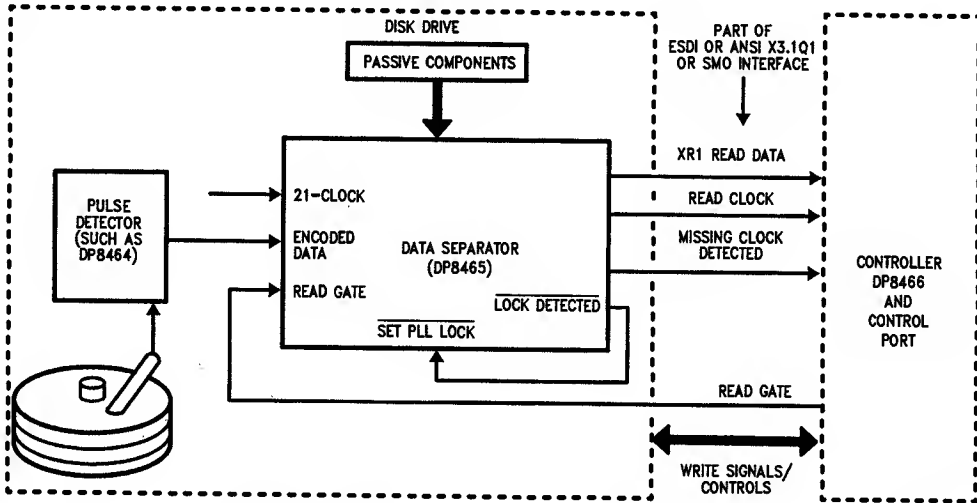 DISK DRIVE
PASSIVE COMPONENTS
PART OF
ESDI OR ANSI X3.1Q1
OR SMO INTERFACE
PULSE
DETECTOR
(SUCH AS
DP8464)
21-CLOCK
ENCODED
DATA
READ GATE
DATA SEPARATOR
(DP8465)
LOCK DETECTED
SET PLL LOCK
XR1 READ DATA
READ CLOCK
MISSING CLOCK
DETECTED
READ GATE
WRITE SIGNALS/
CONTROLS
CONTROLLER
DP8466
AND
CONTROL
PORT